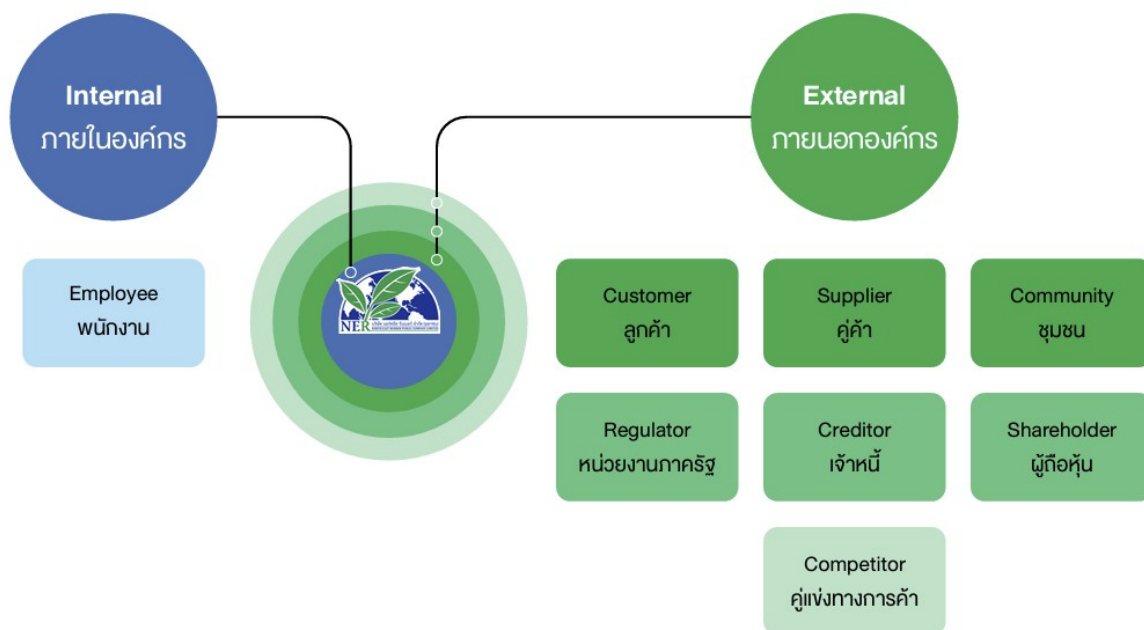 Internal
ภายในองค์กร
External
ภายนอกองค์กร
NER
Employee
พนักงาน
Customer
ลูกค้า
Supplier
คู่ค้า
Community
ชุมชน
Regulator
หน่วยงานภาครัฐ
Creditor
เจ้าหนี้
Shareholder
ผู้ถือหุ้น
Competitor
คู่แข่งทางการค้า